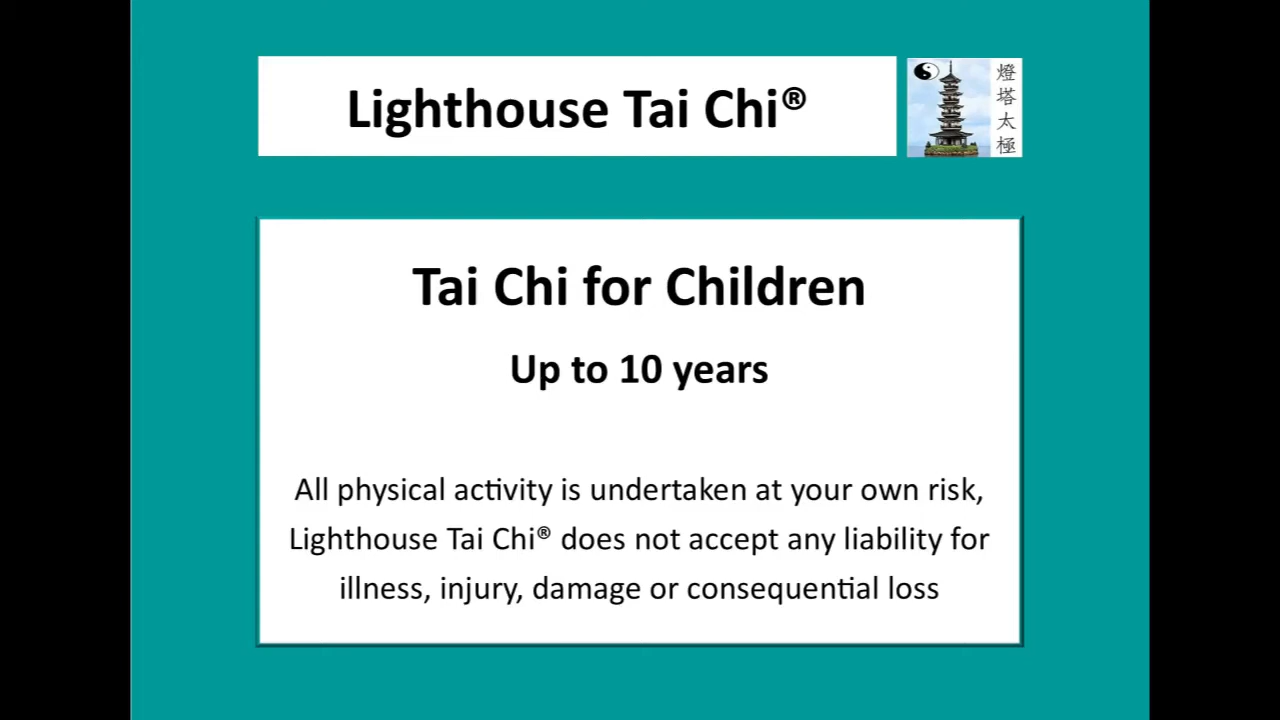 Lighthouse Tai Chi®
燈塔太極
Tai Chi for Children
Up to 10 years
All physical activity is undertaken at your own risk,
Lighthouse Tai Chi® does not accept any liability for
illness, injury, damage or consequential loss